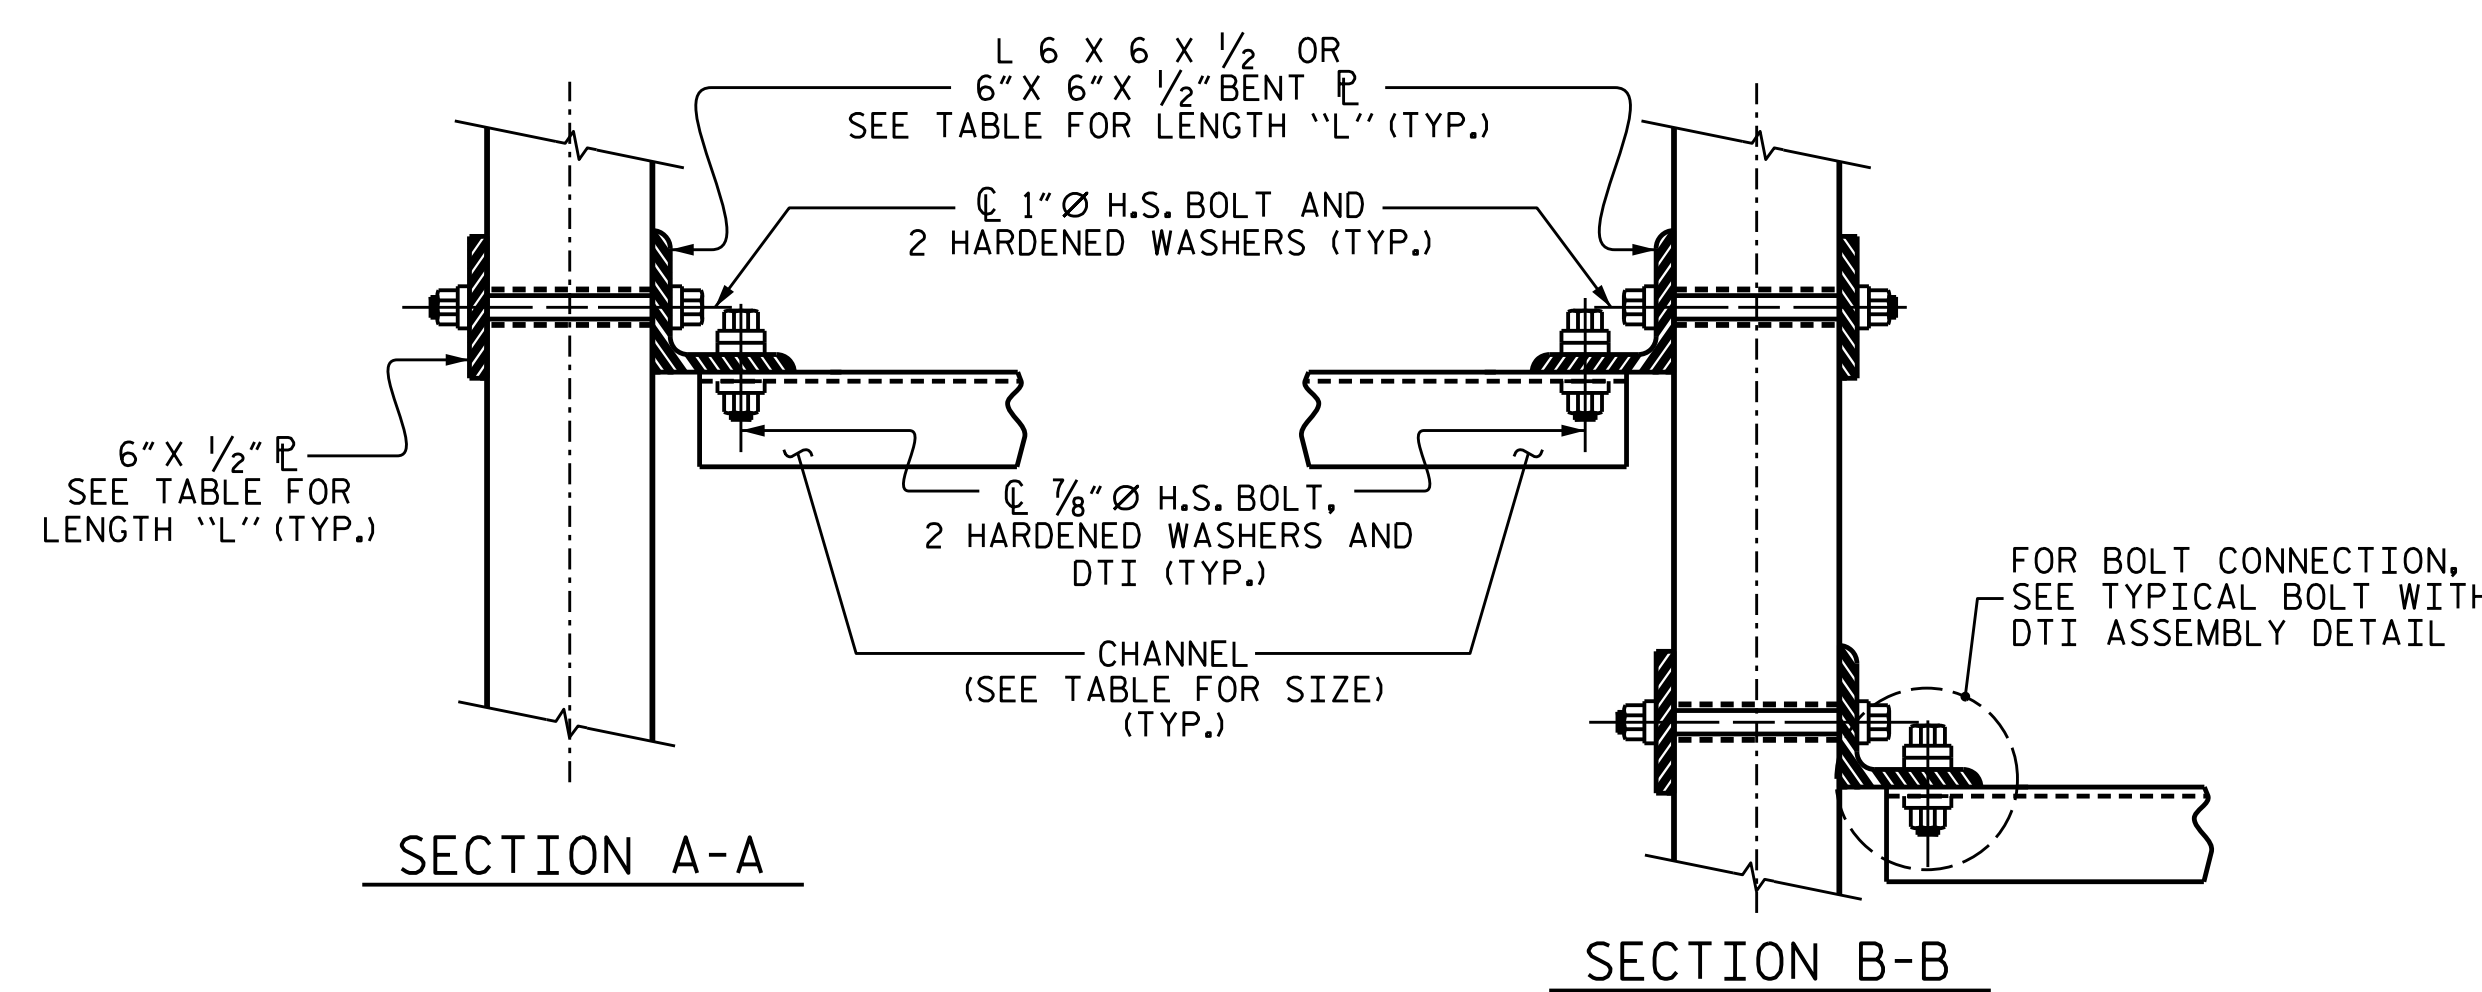 L 6 X 6 X 1/2 OR
6" X 6" X 1/2" BENT ℙL
SEE TABLE FOR LENGTH "L" (TYP.)
℄ 1" Ø H.S. BOLT AND
2 HARDENED WASHERS (TYP.)
6" X 1/2" ℙL
SEE TABLE FOR
LENGTH "L" (TYP.)
℄ 7/8" Ø H.S. BOLT,
2 HARDENED WASHERS AND
DTI (TYP.)
CHANNEL
(SEE TABLE FOR SIZE)
(TYP.)
FOR BOLT CONNECTION,
SEE TYPICAL BOLT WITH
DTI ASSEMBLY DETAIL
SECTION A-A
SECTION B-B